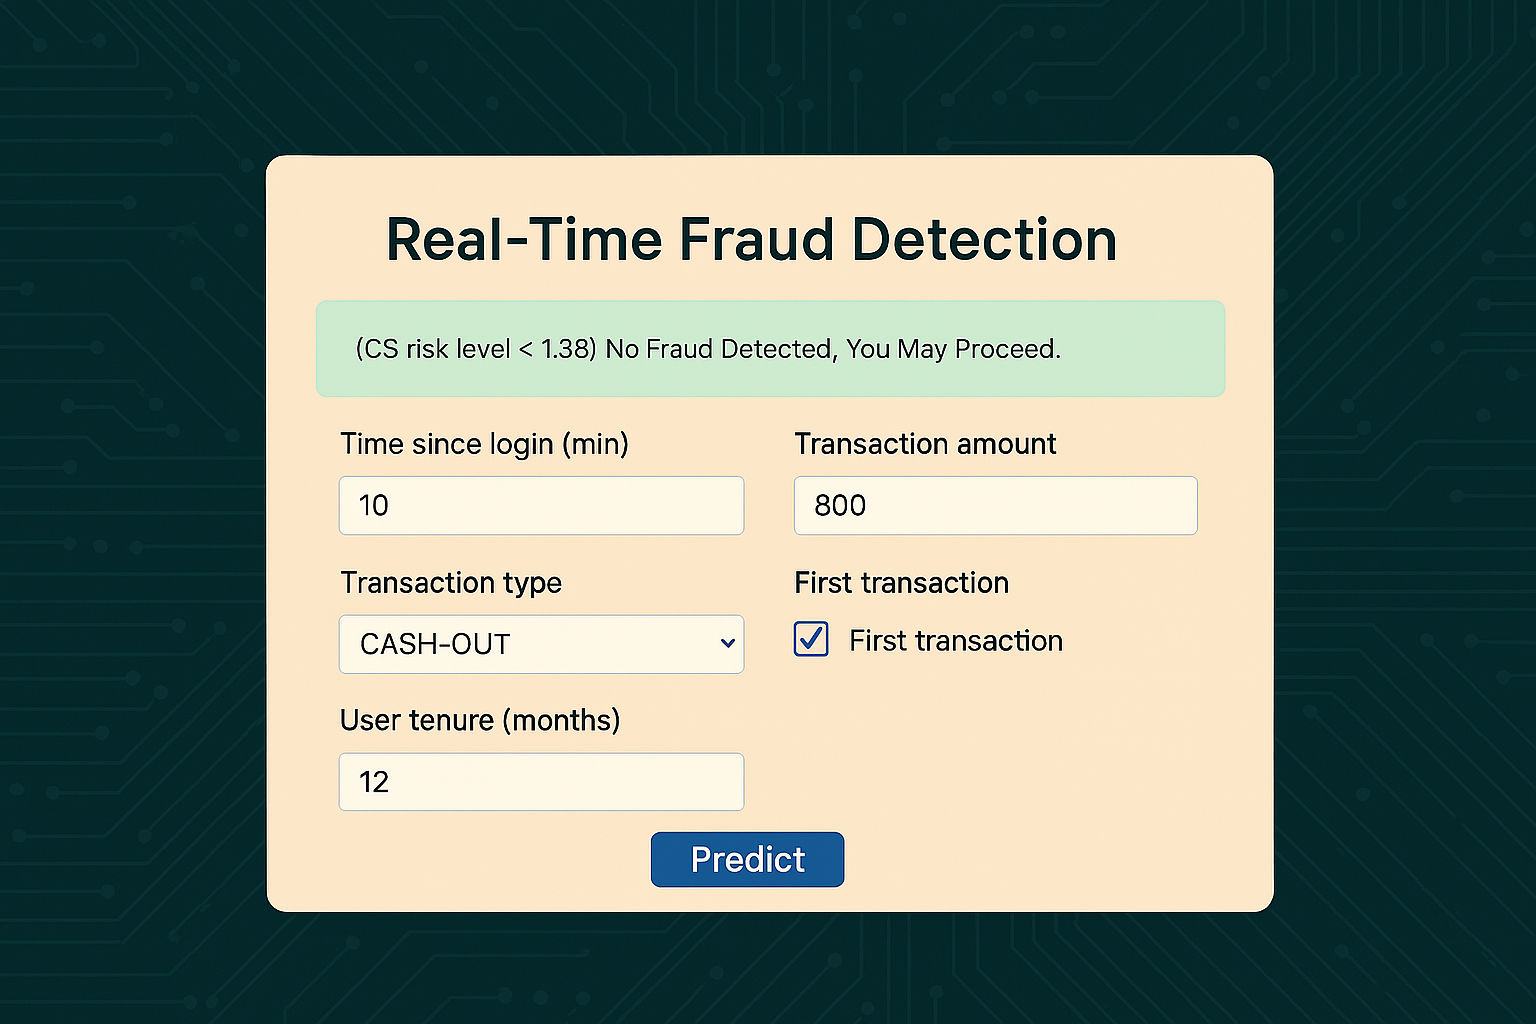 Real-Time Fraud Detection
(CS risk level < 1.38) No Fraud Detected, You May Proceed.
Time since login (min)
10
Transaction amount
800
Transaction type
CASH-OUT
First transaction
First transaction
User tenure (months)
12
Predict